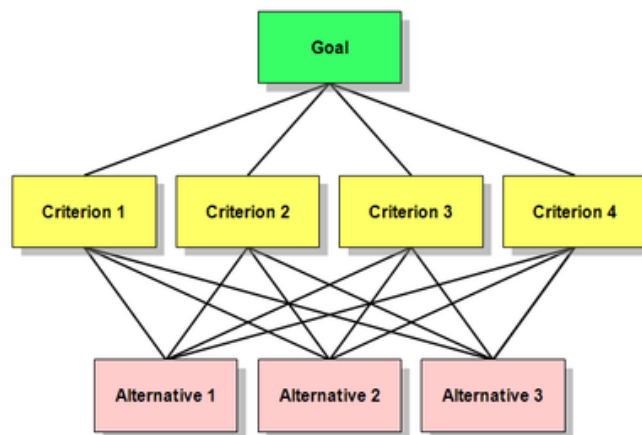 Goal
Criterion 1
Criterion 2
Criterion 3
Criterion 4
Alternative 1
Alternative 2
Alternative 3